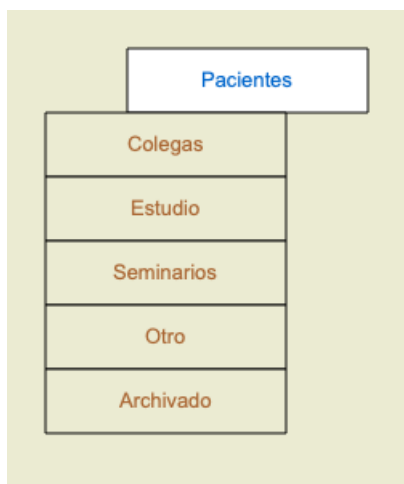 Pacientes
Colegas
Estudio
Seminarios
Otro
Archivado